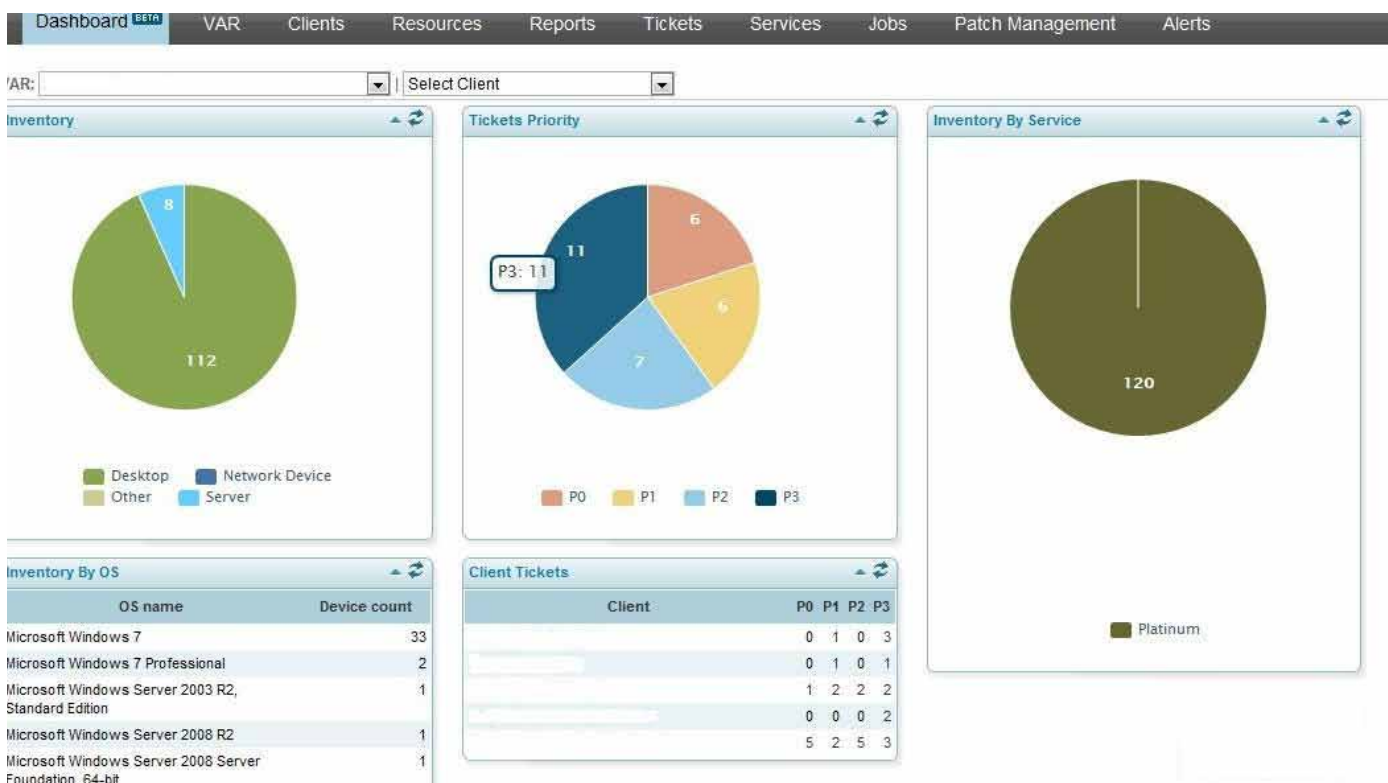 Dashboard BETA VAR Clients Resources Reports Tickets Services Jobs Patch Management Alerts
VAR: | Select Client
Inventory
8
112
Desktop Network Device
Other Server
Tickets Priority
6
11
P3: 11
6
7
P0 P1 P2 P3
Inventory By Service
120
Platinum
Inventory By OS
OS name Device count
Microsoft Windows 7 33
Microsoft Windows 7 Professional 2
Microsoft Windows Server 2003 R2, 1
Standard Edition
Microsoft Windows Server 2008 R2 1
Microsoft Windows Server 2008 Server 1
Foundation, 64-bit
Client Tickets
Client P0 P1 P2 P3
0 1 0 3
0 1 0 1
1 2 2 2
0 0 0 2
5 2 5 3